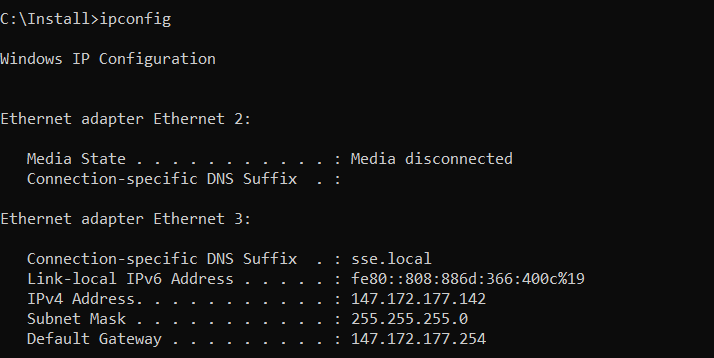 C:\Install>ipconfig
Windows IP Configuration
Ethernet adapter Ethernet 2:
Media State . . . . . . . . . . . : Media disconnected
Connection-specific DNS Suffix  . :
Ethernet adapter Ethernet 3:
Connection-specific DNS Suffix  . : sse.local
Link-local IPv6 Address . . . . . : fe80::808:886d:366:400c%19
IPv4 Address. . . . . . . . . . . : 147.172.177.142
Subnet Mask . . . . . . . . . . . : 255.255.255.0
Default Gateway . . . . . . . . . : 147.172.177.254